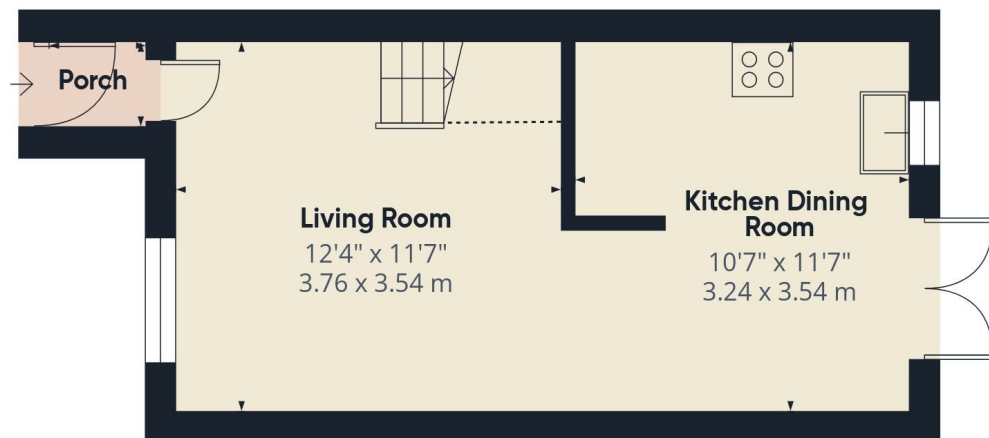 Porch
Living Room
12'4" x 11'7"
3.76 x 3.54 m
Kitchen Dining
Room
10'7" x 11'7"
3.24 x 3.54 m